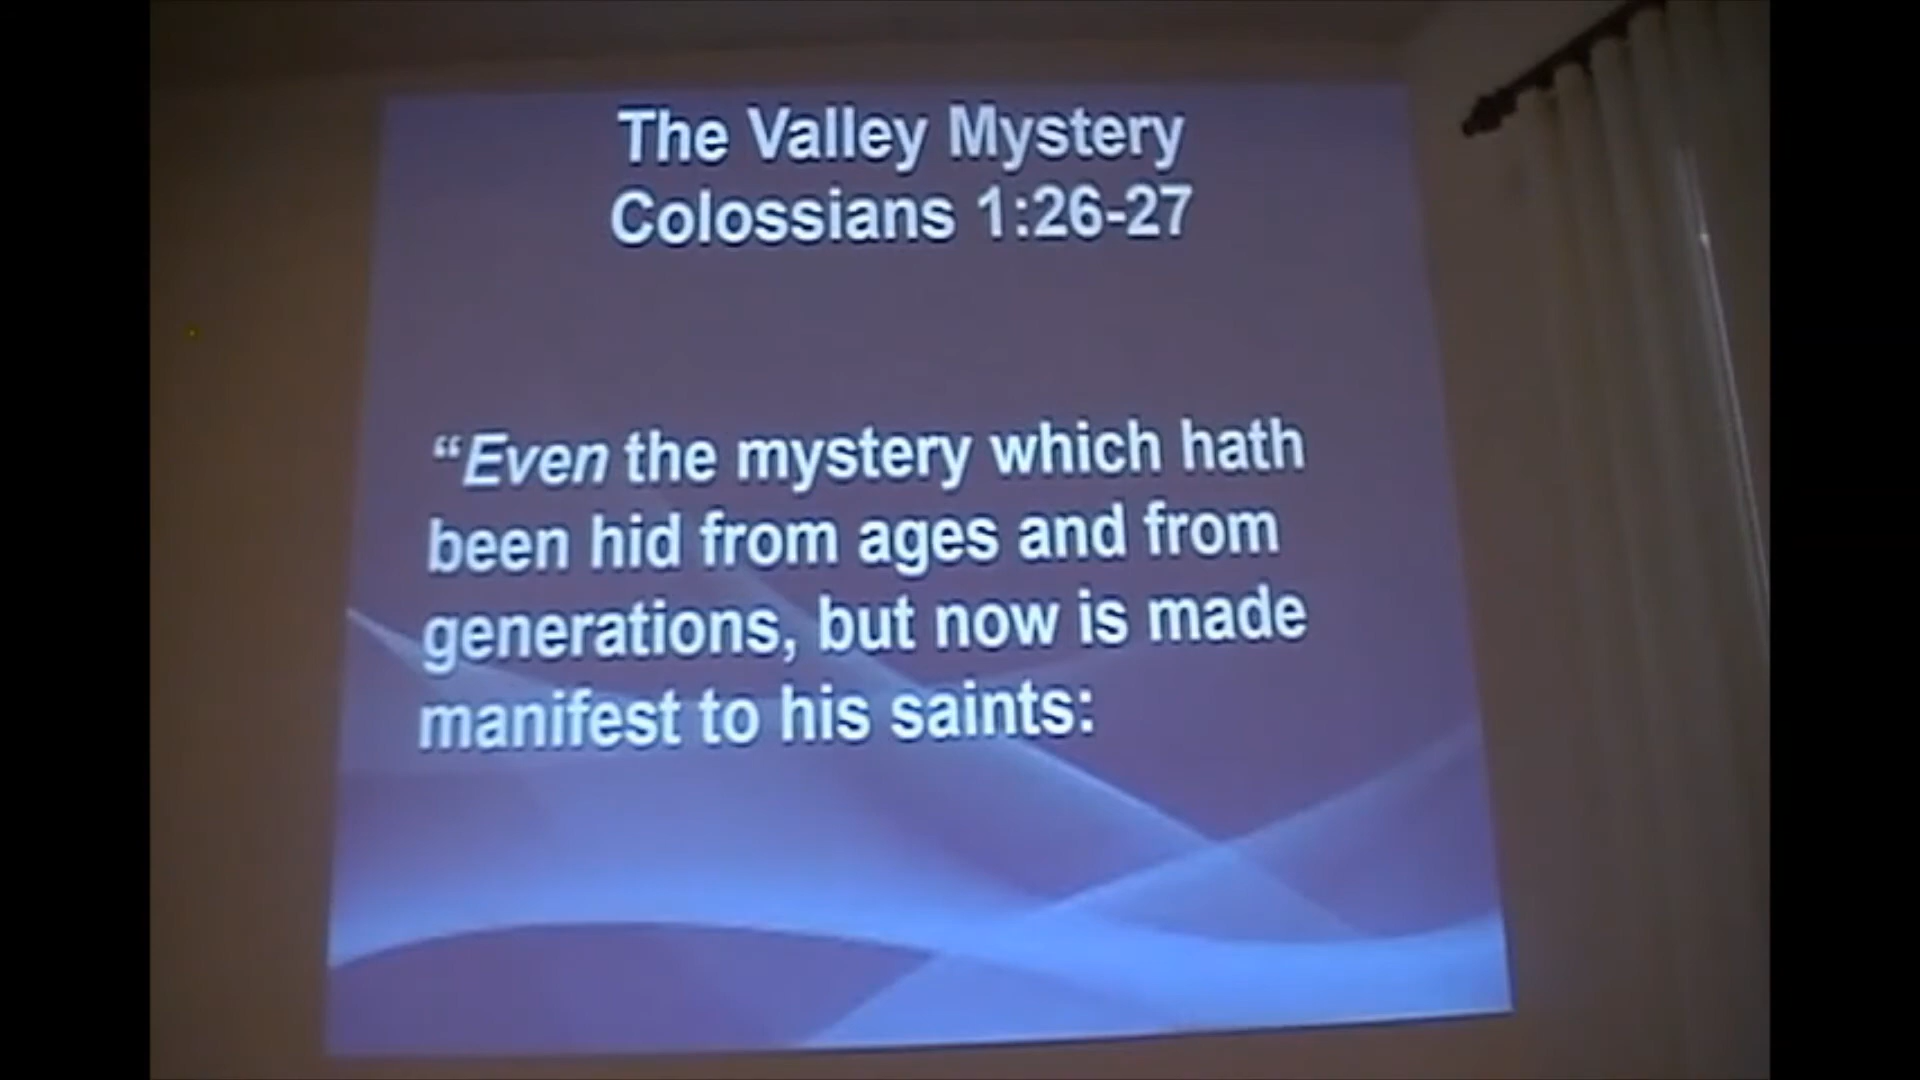 The Valley Mystery
Colossians 1:26-27
“Even the mystery which hath
been hid from ages and from
generations, but now is made
manifest to his saints: